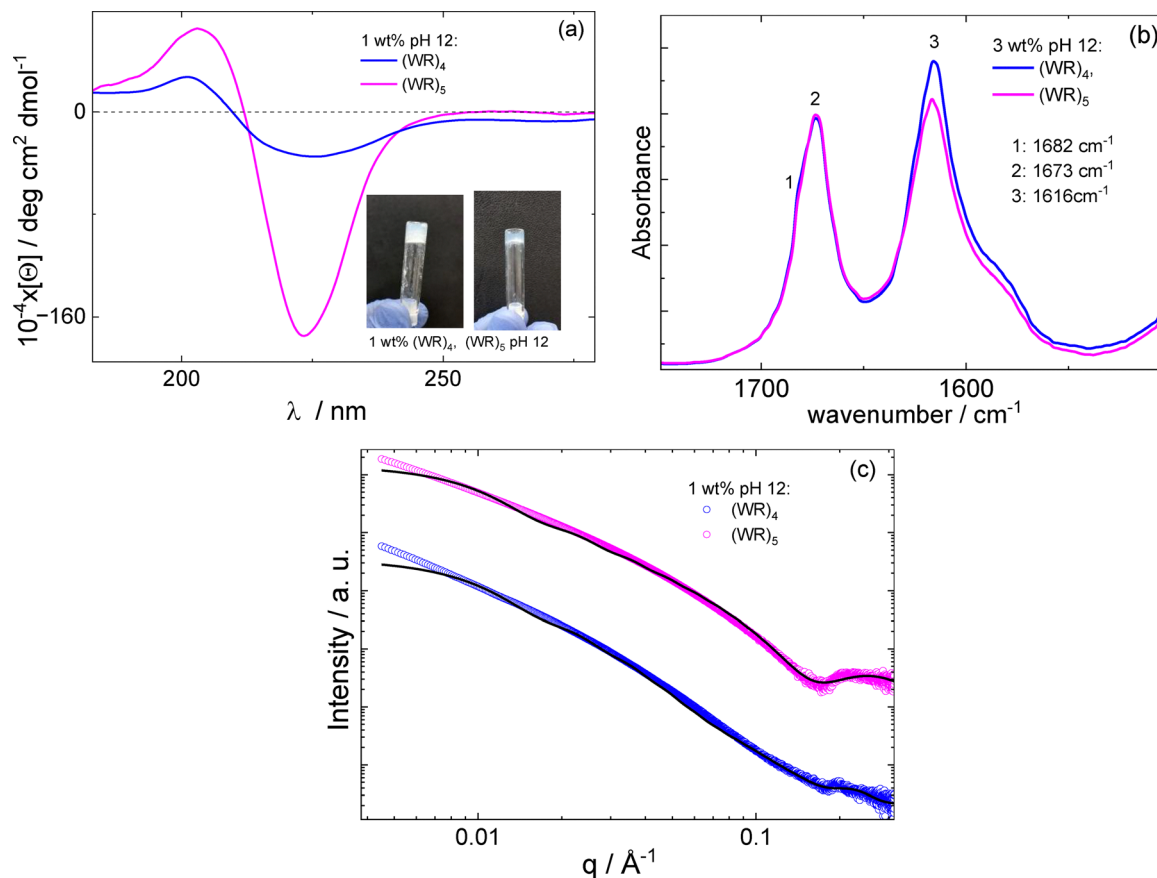 (a)
1 wt% pH 12:
(WR)4
(WR)5
0
−160
10-4x[Θ] / deg cm2 dmol-1
1 wt% (WR)4, (WR)5 pH 12
200
250
λ / nm
(b)
3
3 wt% pH 12:
(WR)4,
(WR)5
2
1
1: 1682 cm-1
2: 1673 cm-1
3: 1616cm-1
Absorbance
1700
1600
wavenumber / cm-1
(c)
1 wt% pH 12:
(WR)4
(WR)5
Intensity / a. u.
0.01
0.1
q / Å-1